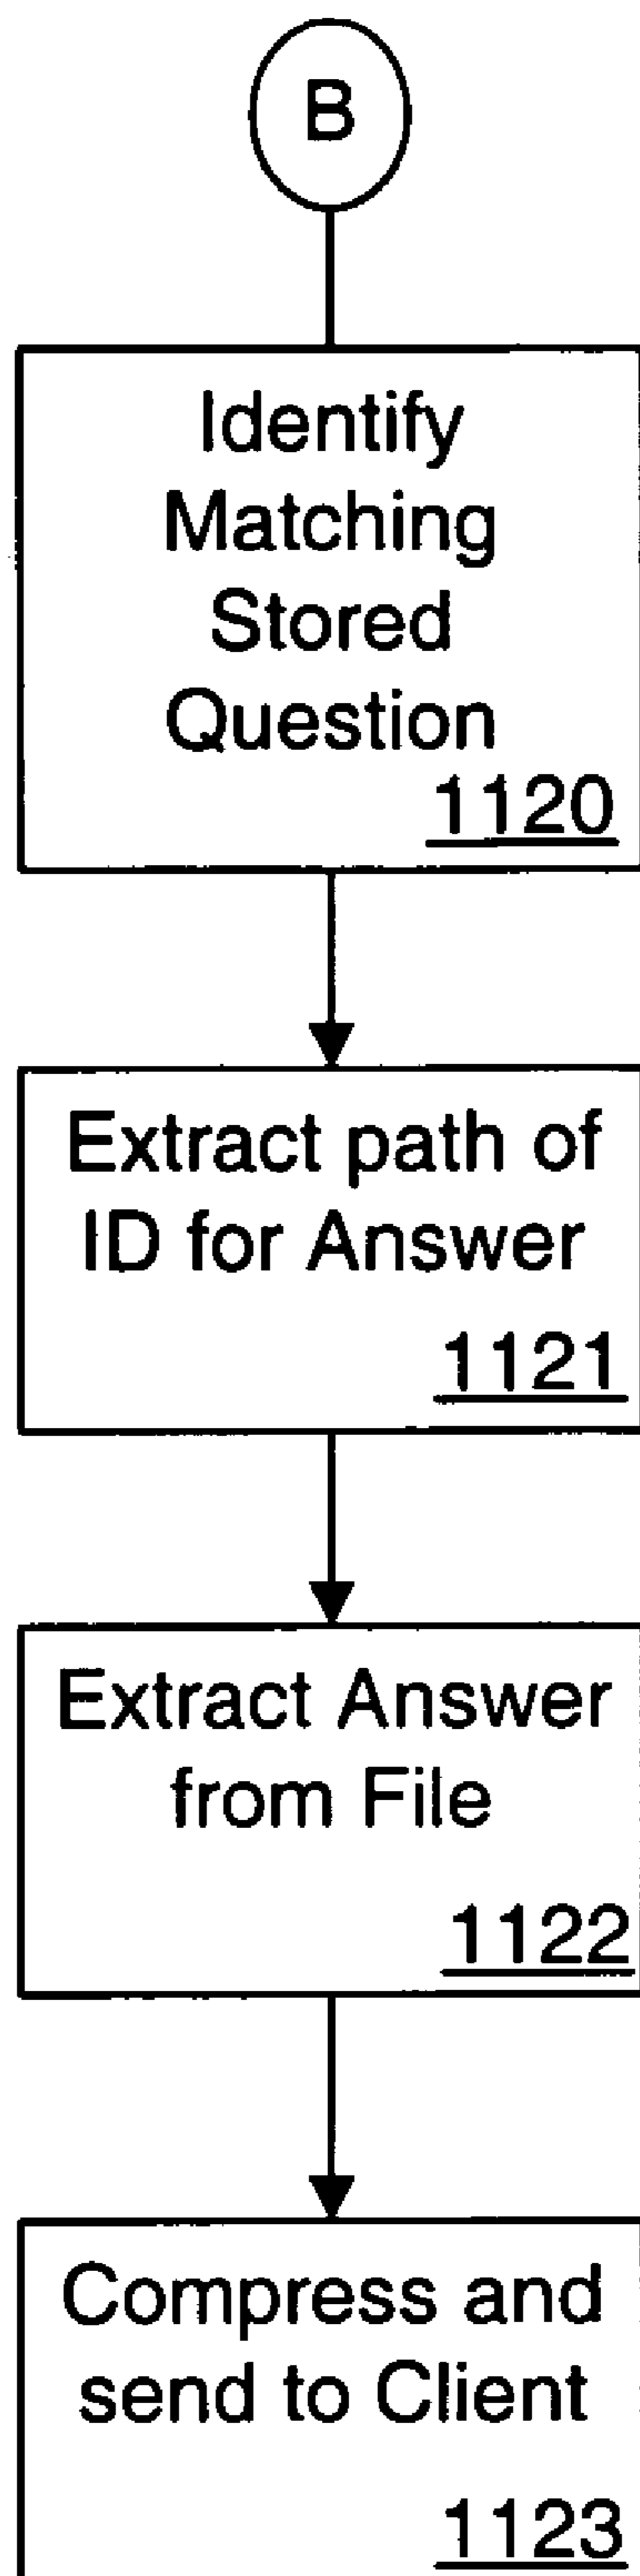 B
Identify
Matching
Stored
Question
1120
Extract path of
ID for Answer
1121
Extract Answer
from File
1122
Compress and
send to Client
1123